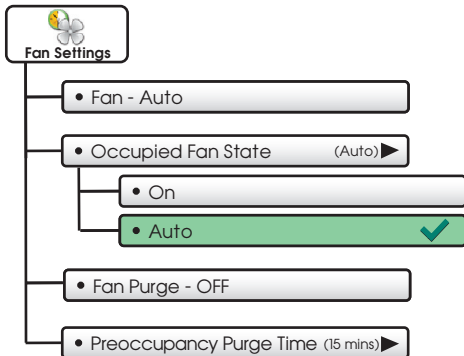 Fan Settings
• Fan - Auto
• Occupied Fan State (Auto)
• On
• Auto
• Fan Purge - OFF
• Preoccupancy Purge Time (15 mins)